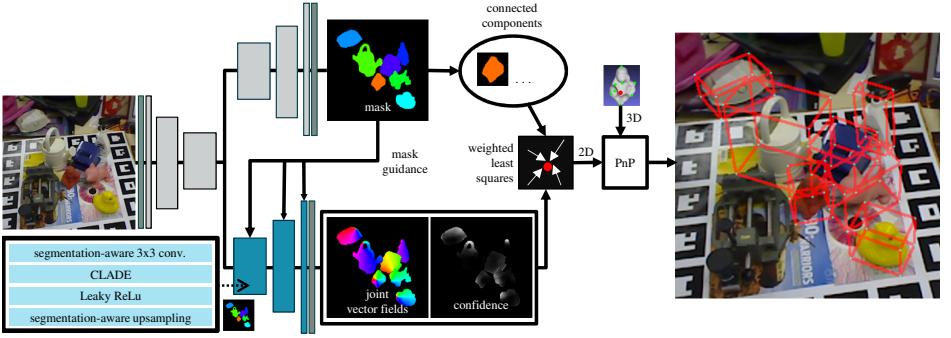 connected
components
. . .
mask
3D
mask
guidance
weighted
least
squares
2D
PnP
segmentation-aware 3x3 conv.
CLADE
Leaky ReLu
segmentation-aware upsampling
joint
vector fields
confidence